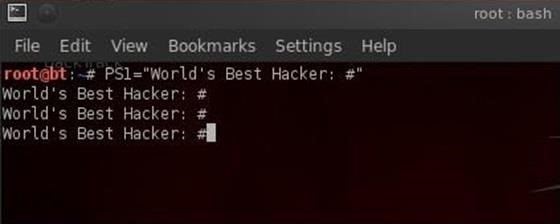 root : bash
File Edit View Bookmarks Settings Help
root@bt:~# PS1="World's Best Hacker: #"
World's Best Hacker: #
World's Best Hacker: #
World's Best Hacker: #